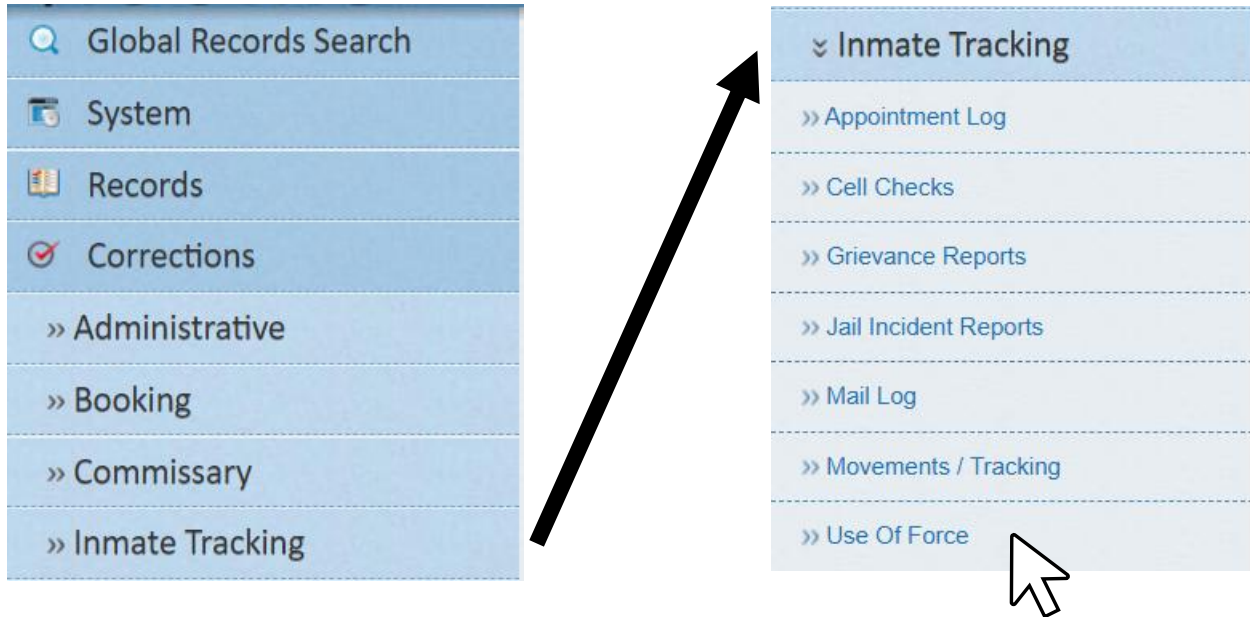 Global Records Search
System
Records
Corrections
» Administrative
» Booking
» Commissary
» Inmate Tracking
Inmate Tracking
» Appointment Log
» Cell Checks
» Grievance Reports
» Jail Incident Reports
» Mail Log
» Movements / Tracking
» Use Of Force